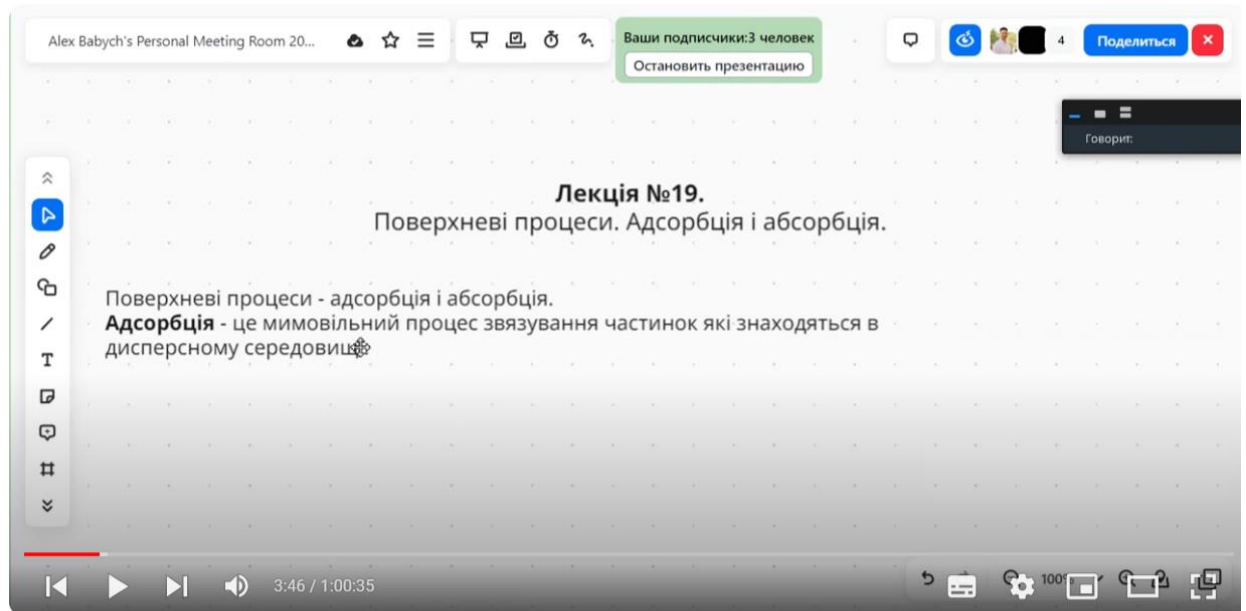 Alex Babych's Personal Meeting Room 20...
Ваши подписчики:3 человек
Остановить презентацию
4
Поделиться
Говорит:
Лекція №19.
Поверхневі процеси. Адсорбція і абсорбція.
Поверхневі процеси - адсорбція і абсорбція.
Адсорбція - це мимовільний процес звязування частинок які знаходяться в
дисперсному середовищ
3:46 / 1:00:35
100%